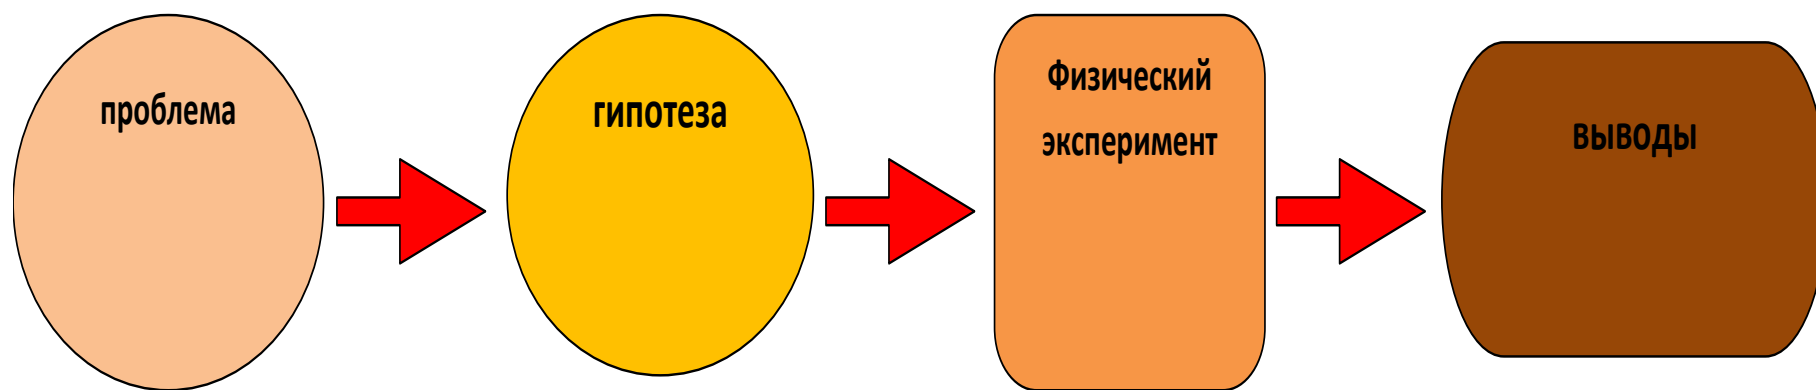 проблема
гипотеза
Физический
эксперимент
выводы